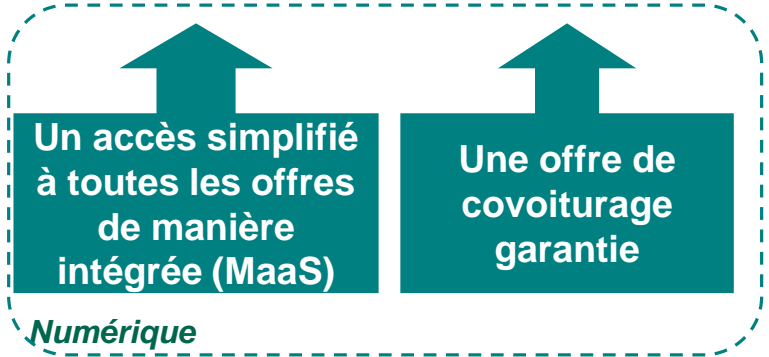 Un accès simplifié
à toutes les offres
de manière
intégrée (MaaS)
Une offre de
covoiturage
garantie
Numérique